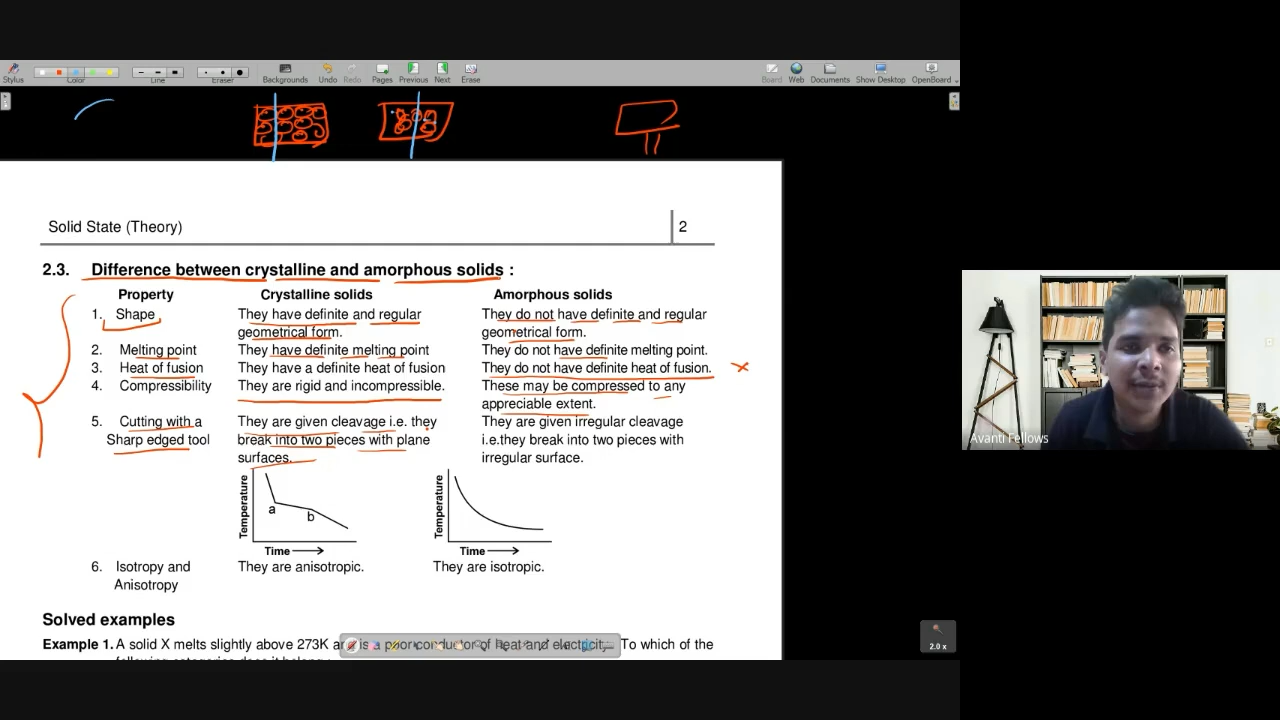 Stylus
Color
Line
Eraser
Backgrounds
Undo
Redo
Pages
Previous
Next
Erase
Board
Web
Documents
Show Desktop
OpenBoard
Solid State (Theory) 2
2.3. Difference between crystalline and amorphous solids :
Property Crystalline solids Amorphous solids
1. Shape They have definite and regular They do not have definite and regular
geometrical form. geometrical form.
2. Melting point They have definite melting point They do not have definite melting point.
3. Heat of fusion They have a definite heat of fusion They do not have definite heat of fusion.
4. Compressibility They are rigid and incompressible. These may be compressed to any
appreciable extent.
5. Cutting with a They are given cleavage i.e. they They are given irregular cleavage
Sharp edged tool break into two pieces with plane i.e.they break into two pieces with
surfaces. irregular surface.
Temperature
a
b
Time
Temperature
Time
6. Isotropy and They are anisotropic. They are isotropic.
Anisotropy
Solved examples
Example 1. A solid X melts slightly above 273K and is a poor conductor of heat and electricity. To which of the
following categories does it belong
Avanti Fellows
2.0 x